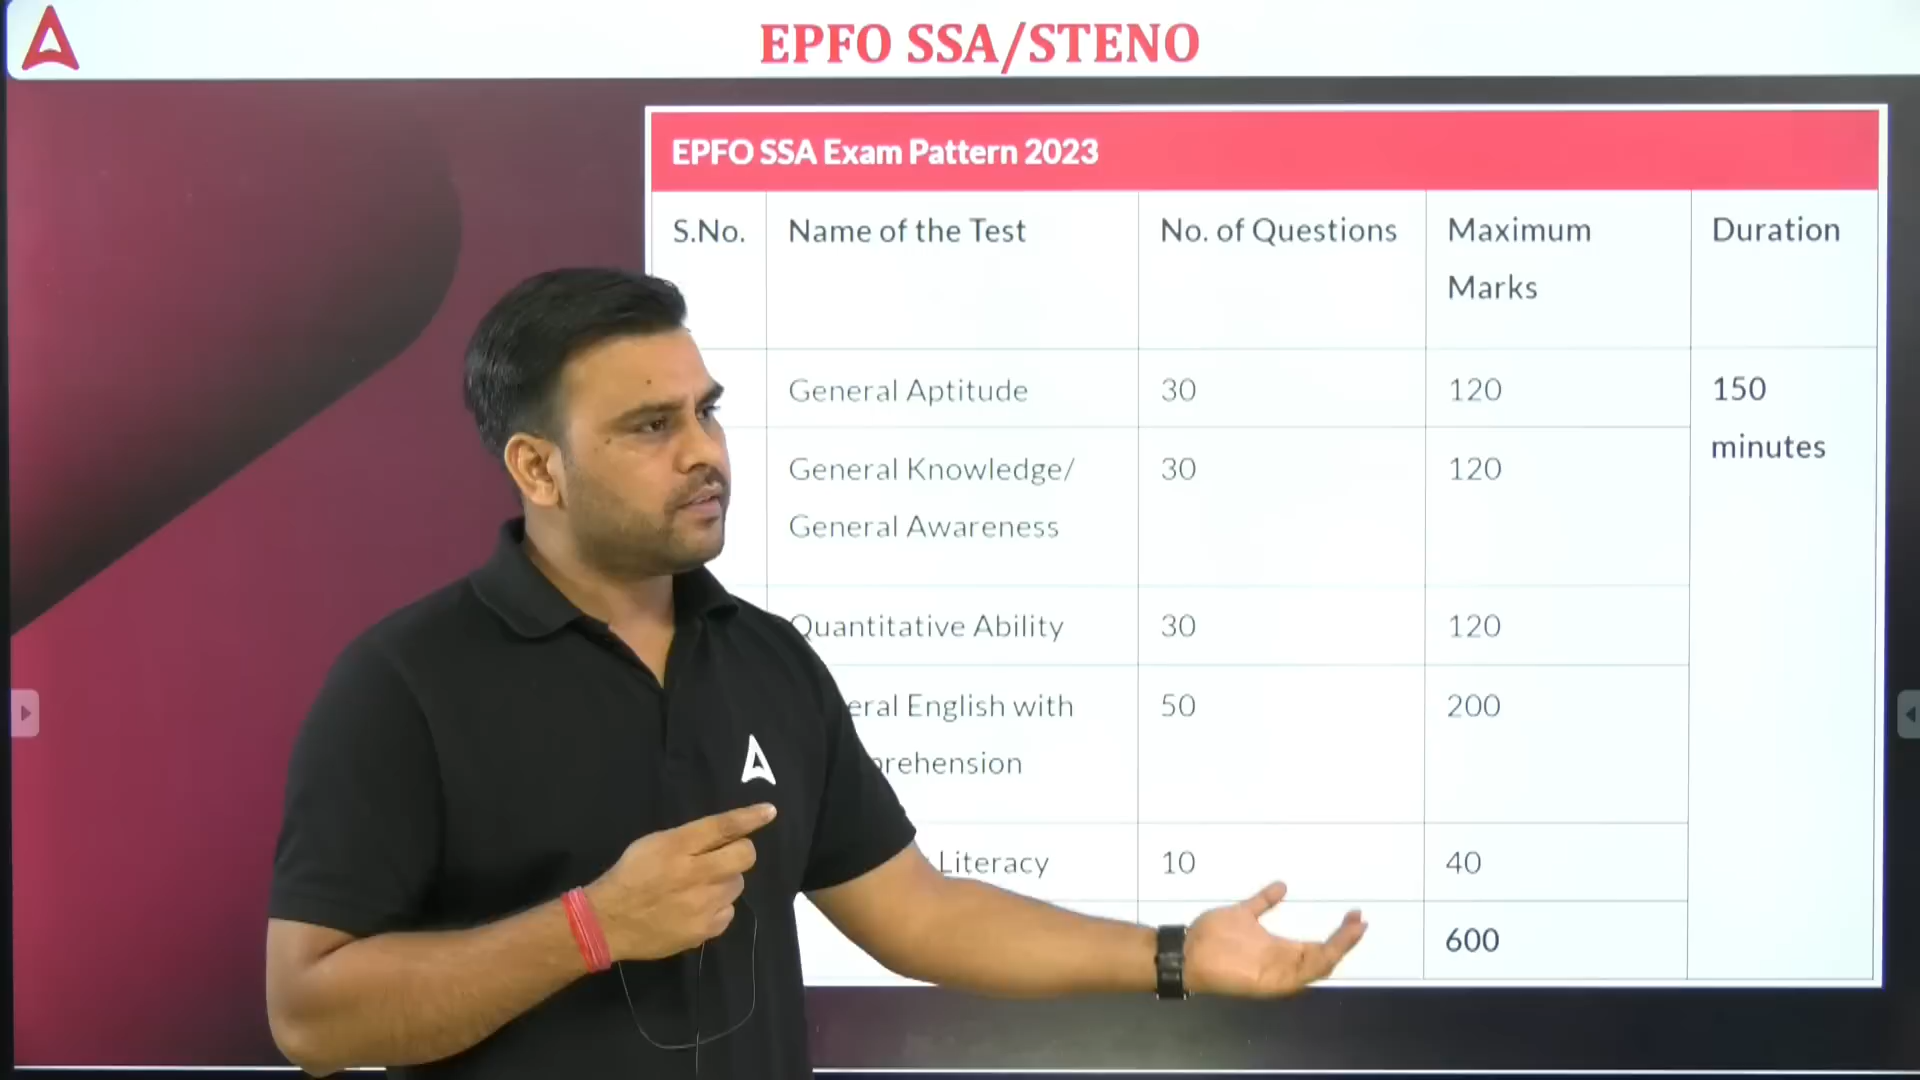 EPFO SSA/STENO
EPFO SSA Exam Pattern 2023
S.No.
Name of the Test
No. of Questions
Maximum
Marks
Duration
General Aptitude
30
120
150
minutes
General Knowledge/
General Awareness
30
120
Quantitative Ability
30
120
English with
50
200
Literacy
10
40
600